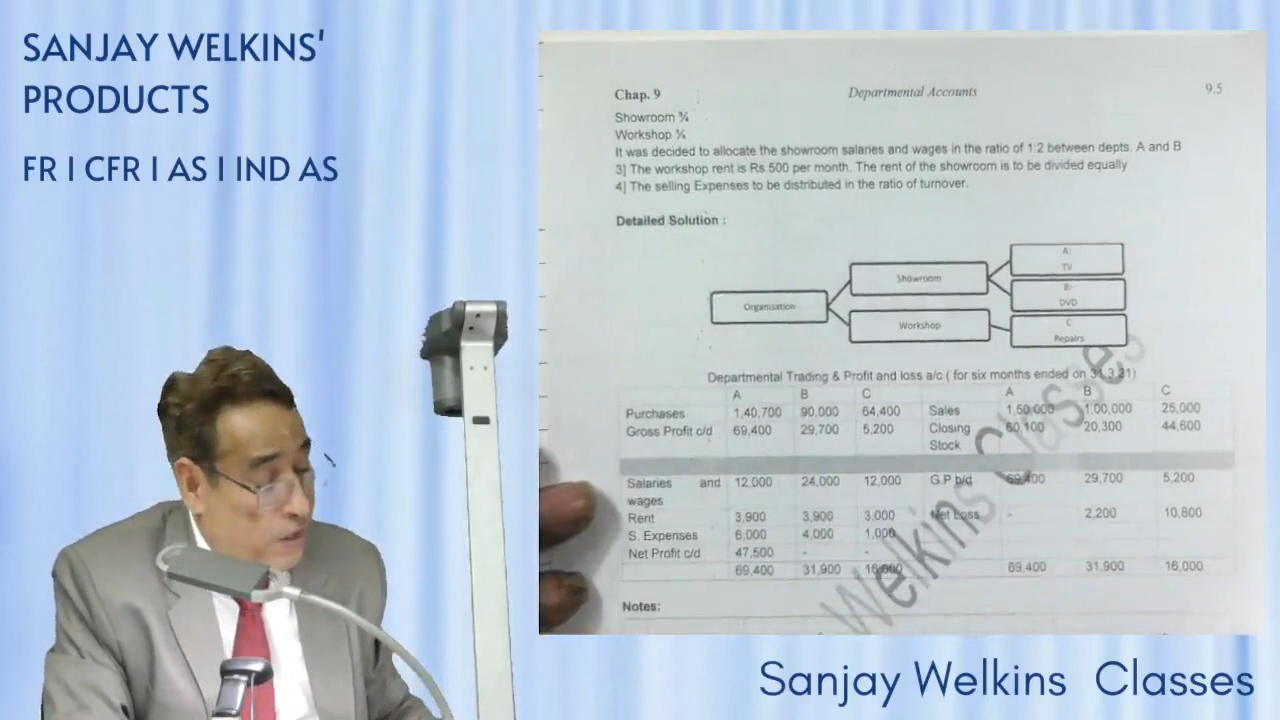 SANJAY WELKINS'
PRODUCTS
FR I CFR I AS I IND AS
Chap. 9 Departmental Accounts 9.5
Showroom ¾
Workshop ¼
It was decided to allocate the showroom salaries and wages in the ratio of 1:2 between depts. A and B
3] The workshop rent is Rs.500 per month. The rent of the showroom is to be divided equally
4] The selling Expenses to be distributed in the ratio of turnover.
Detailed Solution :
Organisation
Showroom
Workshop
A:
TV
B:
DVD
C
Repairs
Departmental Trading & Profit and loss a/c ( for six months ended on 31.3.21)
A B C A B C
Purchases 1,40,700 90,000 64,400 Sales 1,50,000 1,00,000 25,000
Gross Profit c/d 69,400 29,700 5,200 Closing 60,100 20,300 44,600
Stock
Salaries and 12,000 24,000 12,000 G.P b/d 69,400 29,700 5,200
wages
Rent 3,900 3,900 3,000 Net Loss - 2,200 10,800
S. Expenses 6,000 4,000 1,000
Net Profit c/d 47,500 - -
69,400 31,900 16,000 69,400 31,900 16,000
Notes:
Welkins Classes
Sanjay Welkins Classes